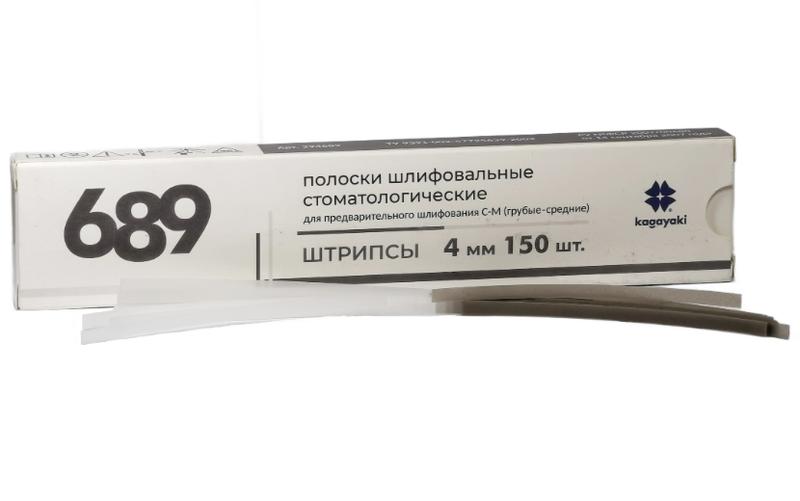 689
полоски шлифовальные
стоматологические
для предварительного шлифования С-М (грубые-средние)
ШТРИПСЫ 4 мм 150 шт.
kagayaki